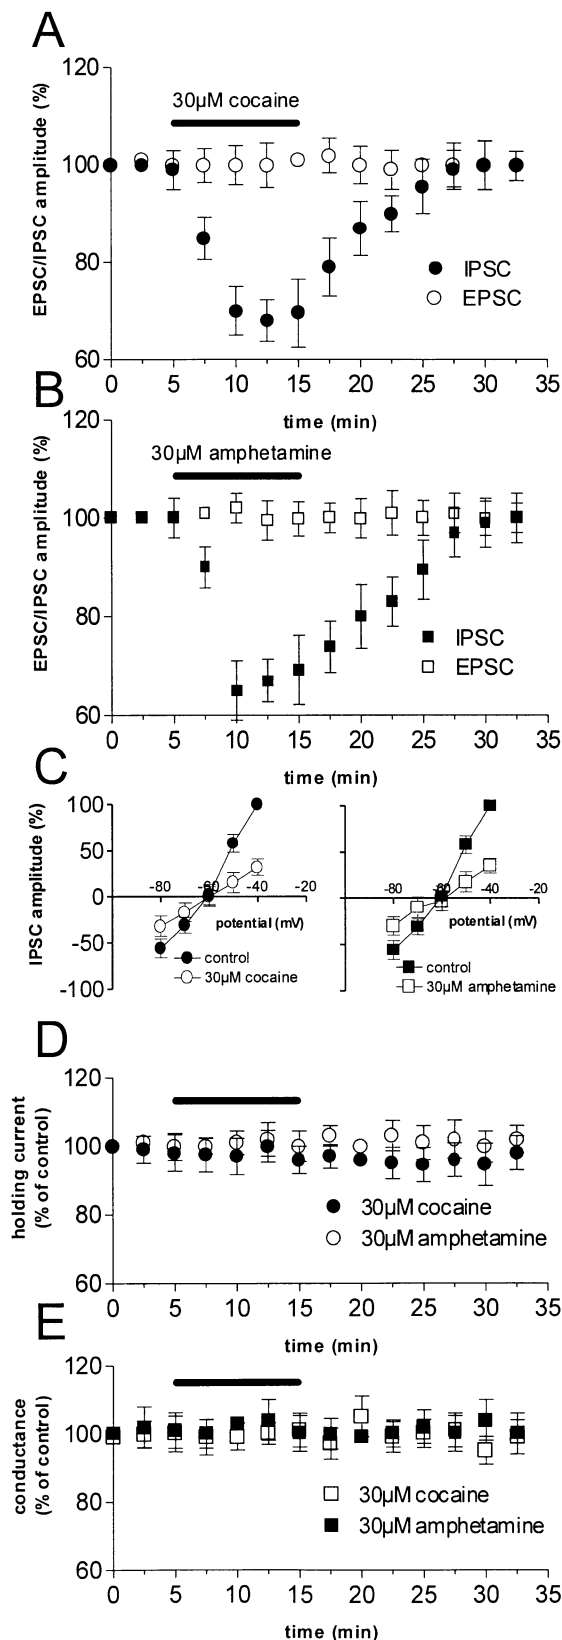 A
120
30µM cocaine
100
80
60
EPSC/IPSC amplitude (%)
IPSC
EPSC
0 5 10 15 20 25 30 35
time (min)
B
120
30µM amphetamine
100
80
60
EPSC/IPSC amplitude (%)
IPSC
EPSC
0 5 10 15 20 25 30 35
time (min)
C
100
50
0
-50
-100
IPSC amplitude (%)
-80 -60 -40 -20
potential (mV)
control
30µM cocaine
-80 -60 -40 -20
potential (mV)
control
30µM amphetamine
D
120
100
80
60
holding current
(% of control)
30µM cocaine
30µM amphetamine
0 5 10 15 20 25 30 35
time (min)
E
120
100
80
60
conductance
(% of control)
30µM cocaine
30µM amphetamine
0 5 10 15 20 25 30 35
time (min)